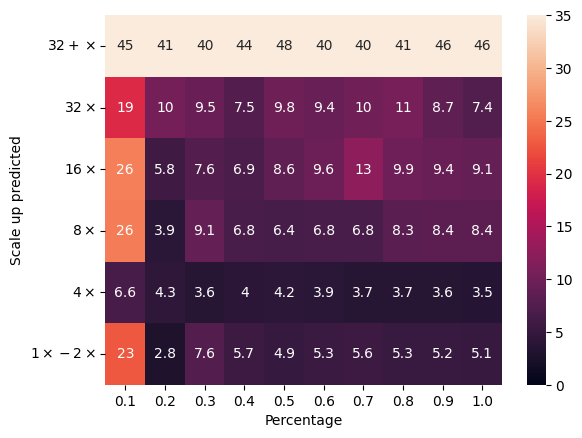 32 + ×
45 41 40 44 48 40 40 41 46 46
32 ×
19 10 9.5 7.5 9.8 9.4 10 11 8.7 7.4
16 ×
26 5.8 7.6 6.9 8.6 9.6 13 9.9 9.4 9.1
8 ×
26 3.9 9.1 6.8 6.4 6.8 6.8 8.3 8.4 8.4
4 ×
6.6 4.3 3.6 4 4.2 3.9 3.7 3.7 3.6 3.5
1 × − 2 ×
23 2.8 7.6 5.7 4.9 5.3 5.6 5.3 5.2 5.1
0.1 0.2 0.3 0.4 0.5 0.6 0.7 0.8 0.9 1.0
Percentage
Scale up predicted
35
30
25
20
15
10
5
0